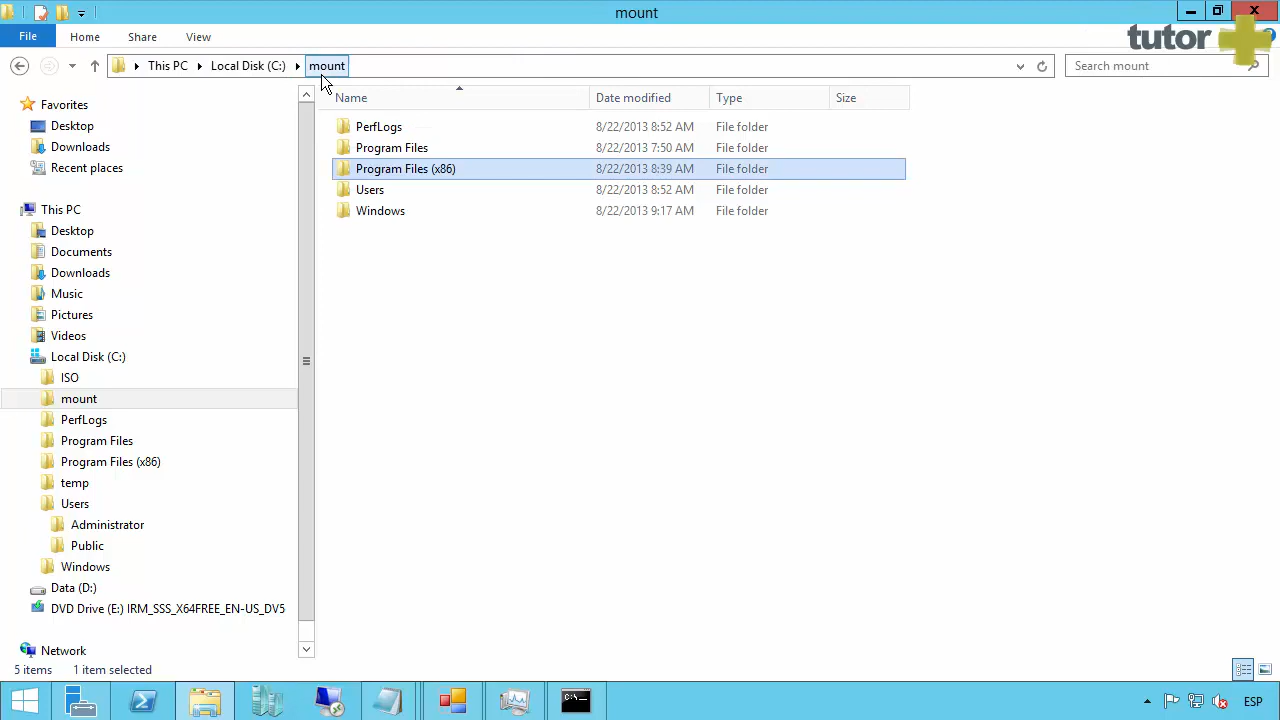 mount
File Home Share View
tutor
This PC Local Disk (C:) mount
Search mount
Name Date modified Type Size
PerfLogs 8/22/2013 8:52 AM File folder
Program Files 8/22/2013 7:50 AM File folder
Program Files (x86) 8/22/2013 8:39 AM File folder
Users 8/22/2013 8:52 AM File folder
Windows 8/22/2013 9:17 AM File folder
Favorites
Desktop
Downloads
Recent places
This PC
Desktop
Documents
Downloads
Music
Pictures
Videos
Local Disk (C:)
ISO
mount
PerfLogs
Program Files
Program Files (x86)
temp
Users
Administrator
Public
Windows
Data (D:)
DVD Drive (E:) IRM_SSS_X64FREE_EN-US_DV5
Network
5 items 1 item selected
ESP